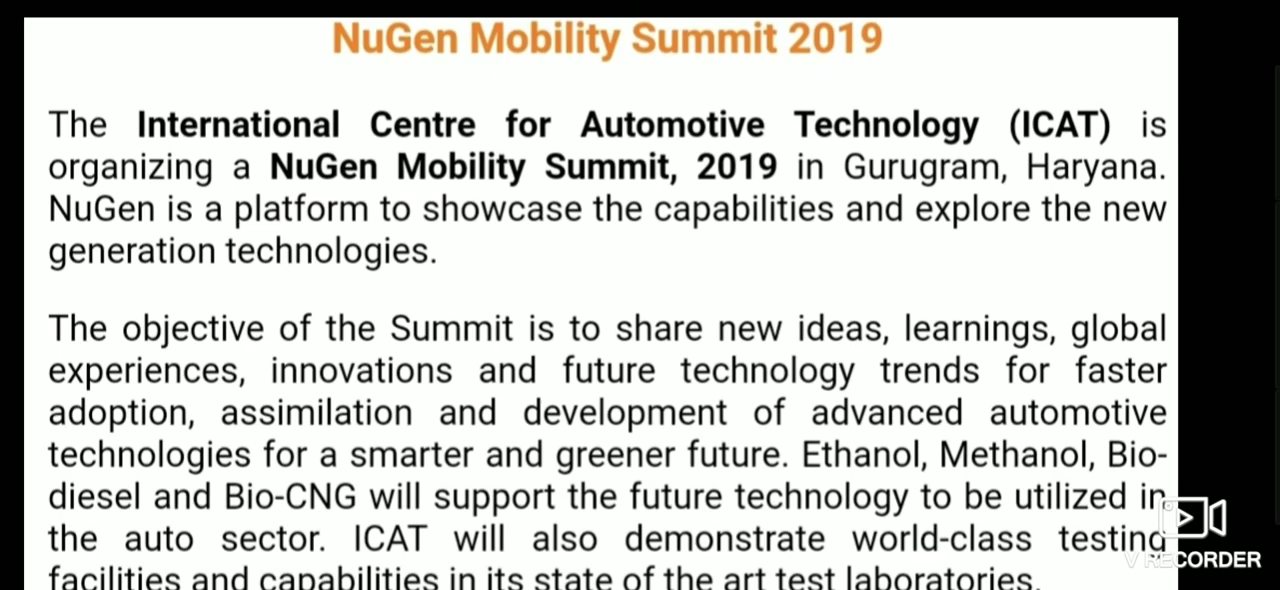 NuGen Mobility Summit 2019
The International Centre for Automotive Technology (ICAT) is
organizing a NuGen Mobility Summit, 2019 in Gurugram, Haryana.
NuGen is a platform to showcase the capabilities and explore the new
generation technologies.
The objective of the Summit is to share new ideas, learnings, global
experiences, innovations and future technology trends for faster
adoption, assimilation and development of advanced automotive
technologies for a smarter and greener future. Ethanol, Methanol, Bio-
diesel and Bio-CNG will support the future technology to be utilized in
the auto sector. ICAT will also demonstrate world-class testing
facilities and capabilities in its state of the art test laboratories.
V RECORDER